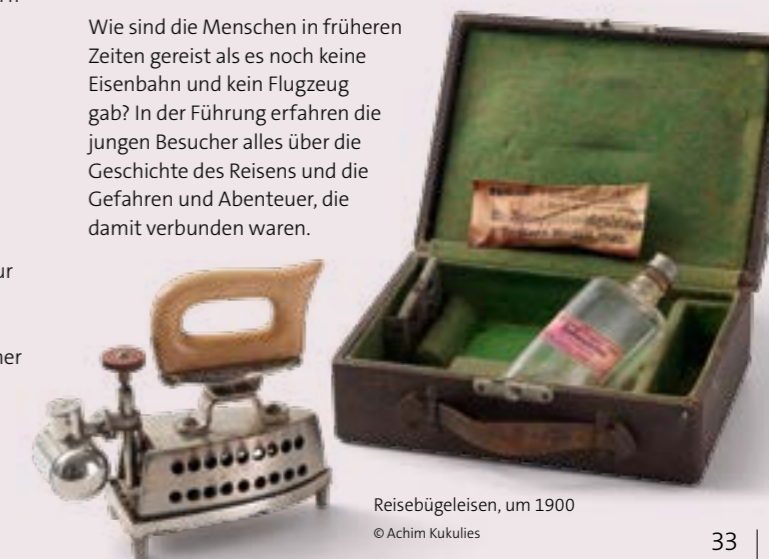 Wie sind die Menschen in früheren
Zeiten gereist als es noch keine
Eisenbahn und kein Flugzeug
gab? In der Führung erfahren die
jungen Besucher alles über die
Geschichte des Reisens und die
Gefahren und Abenteuer, die
damit verbunden waren.
Reisebügeleisen, um 1900
© Achim Kukulies
33